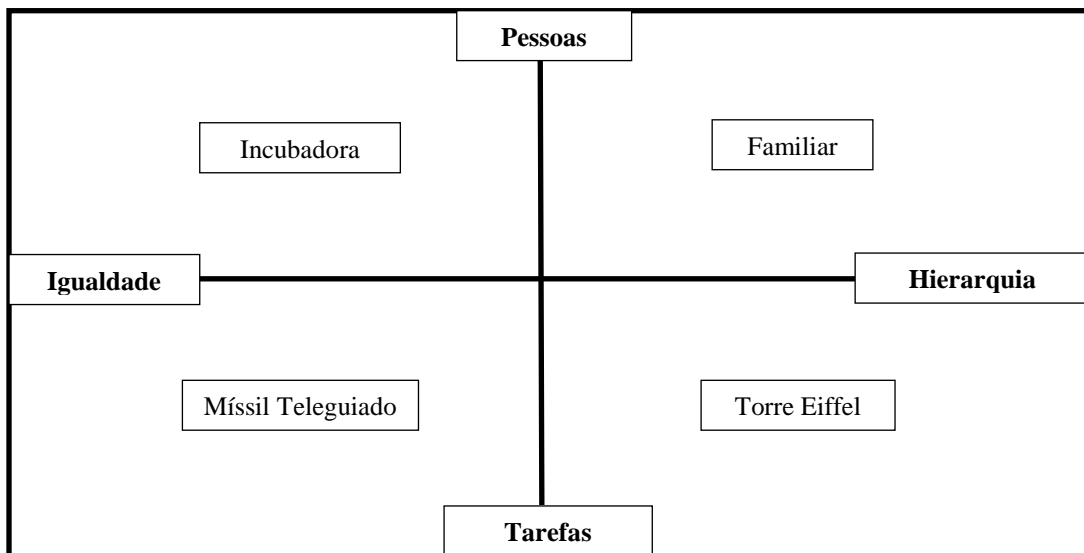 Pessoas
Incubadora
Familiar
Igualdade
Hierarquia
Míssil Teleguiado
Torre Eiffel
Tarefas